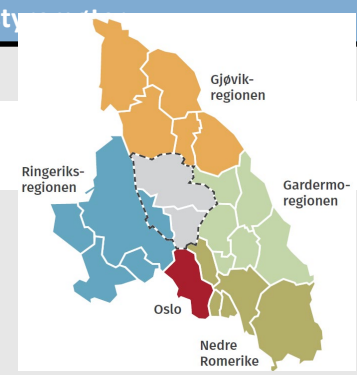 Gjøvik-
regionen
Ringeriks-
regionen
Gardermo-
regionen
Oslo
Nedre
Romerike